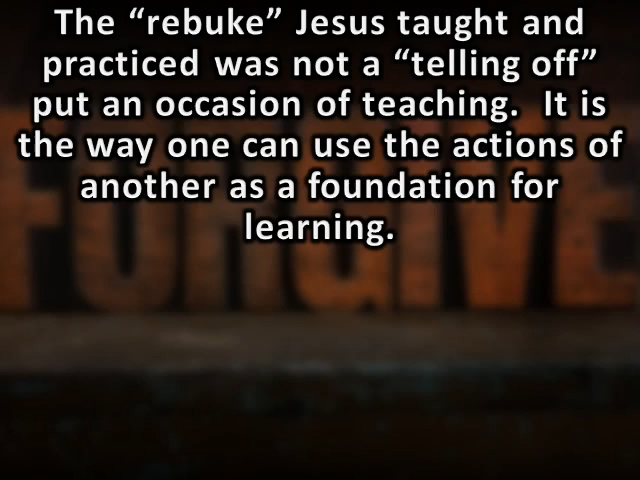 The “rebuke” Jesus taught and
practiced was not a “telling off”
put an occasion of teaching.  It is
the way one can use the actions of
another as a foundation for
learning.
FORGIVE